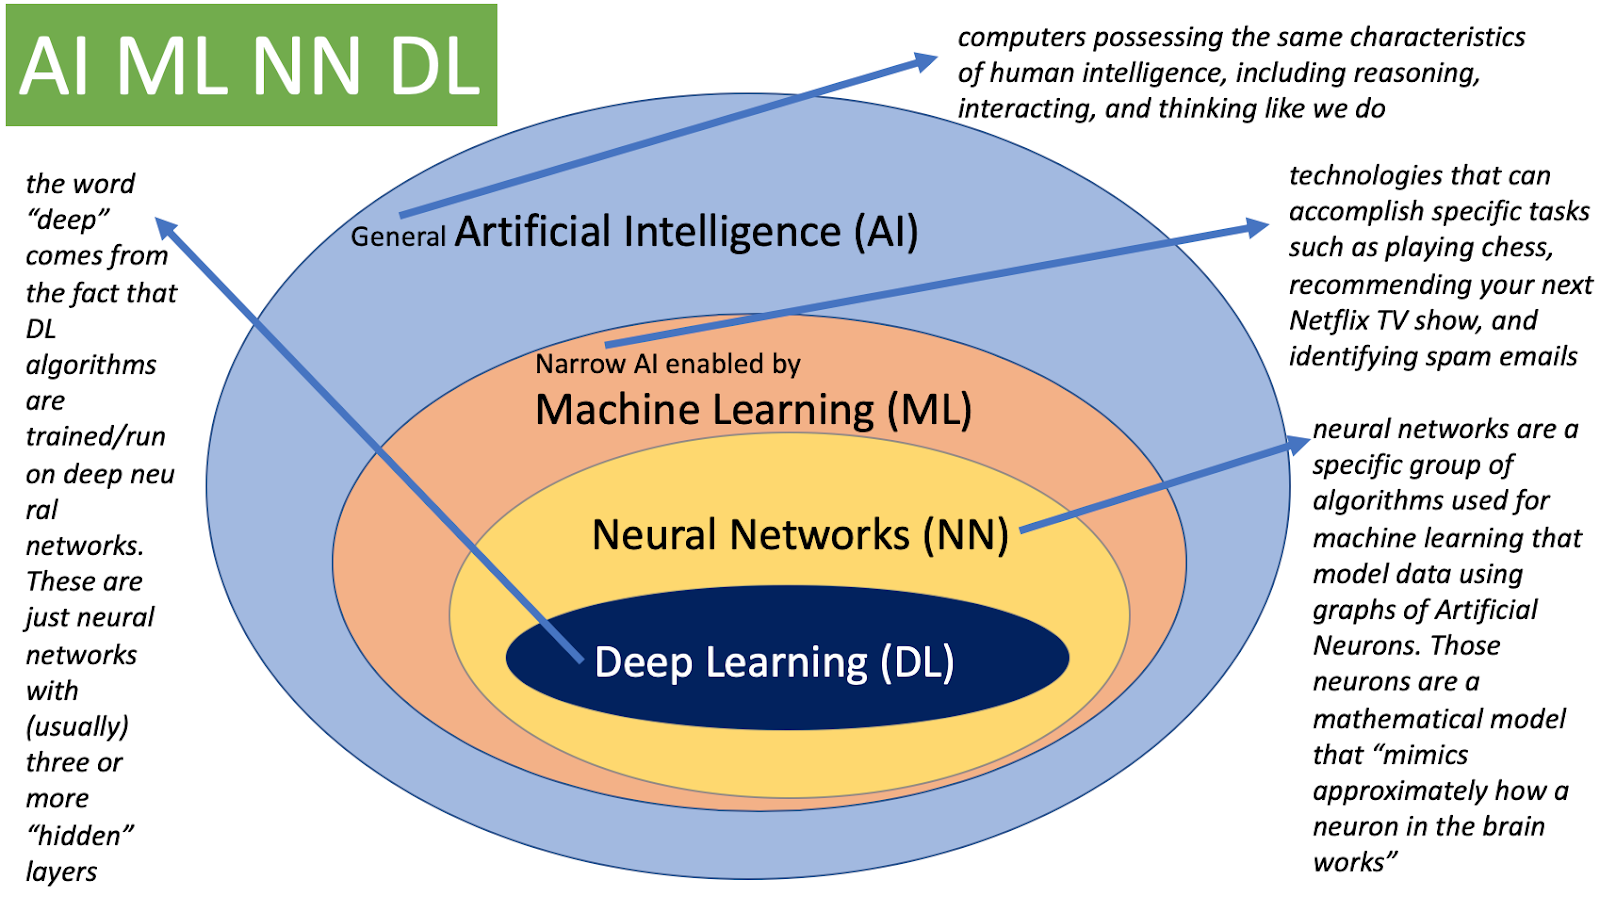 AI ML NN DL
computers possessing the same characteristics
of human intelligence, including reasoning,
interacting, and thinking like we do
the word
“deep”
comes from
the fact that
DL
algorithms
are
trained/run
on deep neu
ral
networks.
These are
just neural
networks
with
(usually)
three or
more
“hidden”
layers
General Artificial Intelligence (AI)
technologies that can
accomplish specific tasks
such as playing chess,
recommending your next
Netflix TV show, and
identifying spam emails
Narrow AI enabled by
Machine Learning (ML)
neural networks are a
specific group of
algorithms used for
machine learning that
model data using
graphs of Artificial
Neurons. Those
neurons are a
mathematical model
that “mimics
approximately how a
neuron in the brain
works”
Neural Networks (NN)
Deep Learning (DL)